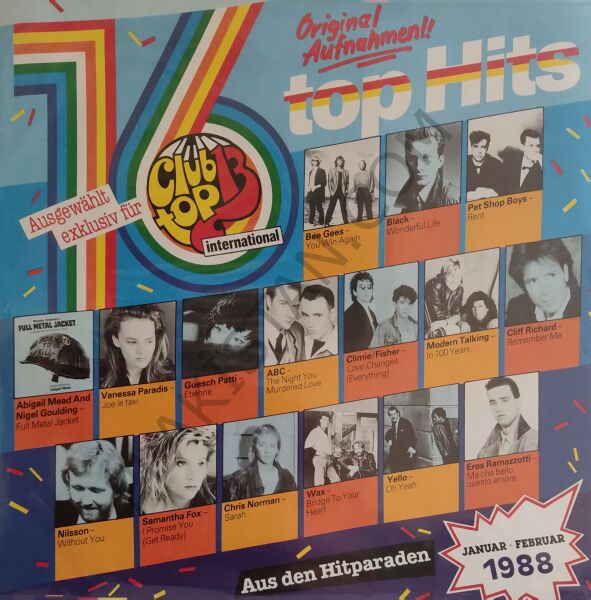 Original
Aufnahmen!!
top Hits
16
Club
top 13
international
Ausgewählt
exklusiv für
Bee Gees –
You Win Again
Black –
Wonderful Life
Pet Shop Boys –
Rent
FULL METAL JACKET
BORN TO
KILL
Abigail Mead And
Nigel Goulding –
Full Metal Jacket
Vanessa Paradis –
Joe le taxi
Guesch Patti –
Etienne
ABC –
The Night You
Murdered Love
Climie/Fisher –
Love Changes
(Everything)
Modern Talking –
In 100 Years ...
Cliff Richard –
Remember Me
Nilsson –
Without You
Samantha Fox –
I Promise You
(Get Ready)
Chris Norman –
Sarah
Wax –
Bridge To Your
Heart
Yello –
Oh Yeah
Eros Ramazzotti –
Ma che bello
questo amore
Aus den Hitparaden
JANUAR · FEBRUAR
1988